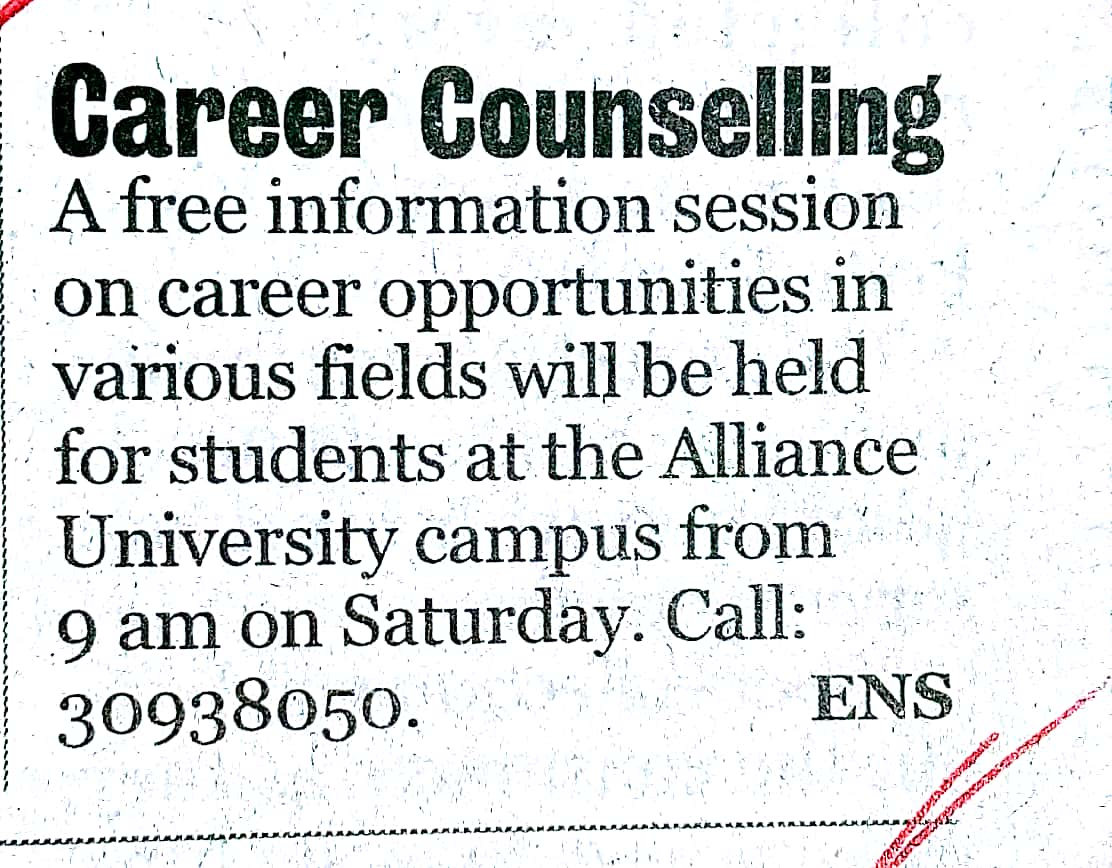 Career Counselling
A free information session
on career opportunities in
various fields will be held
for students at the Alliance
University campus from
9 am on Saturday. Call:
30938050. ENS